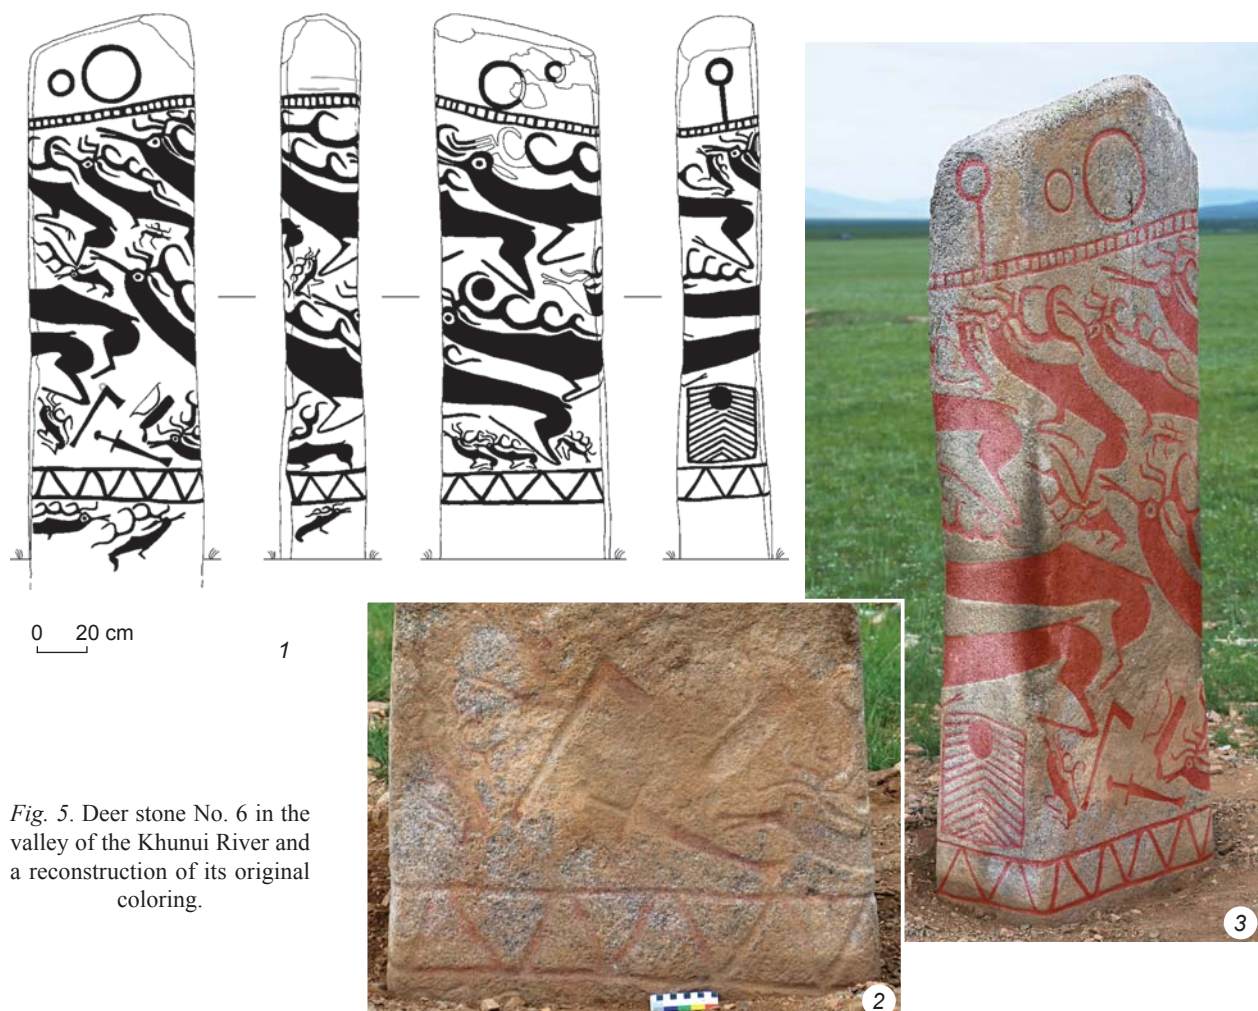 0 20 cm
1
Fig. 5. Deer stone No. 6 in the
valley of the Khunui River and
a reconstruction of its original
coloring.
2
3